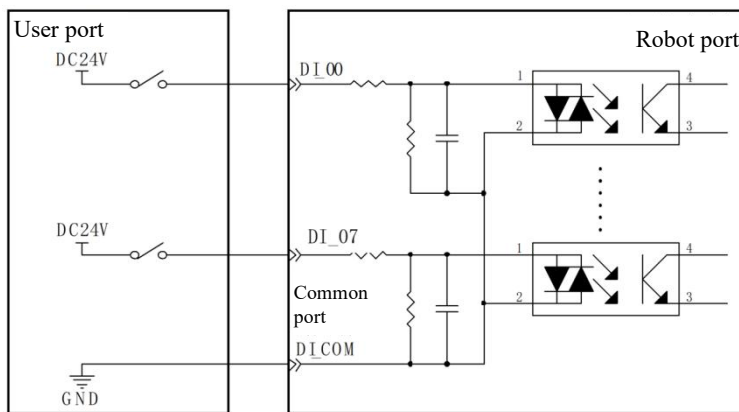 User port
Robot port
DC24V
DI_00
1
4
2
3
DC24V
DI_07
1
4
Common
port
2
3
DI_COM
GND